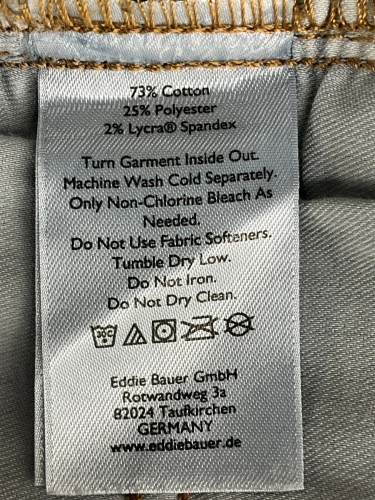 73% Cotton
25% Polyester
2% Lycra® Spandex
Turn Garment Inside Out.
Machine Wash Cold Separately.
Only Non-Chlorine Bleach As
Needed.
Do Not Use Fabric Softeners.
Tumble Dry Low.
Do Not Iron.
Do Not Dry Clean.
30°C
Eddie Bauer GmbH
Rotwandweg 3a
82024 Taufkirchen
GERMANY
www.eddiebauer.de